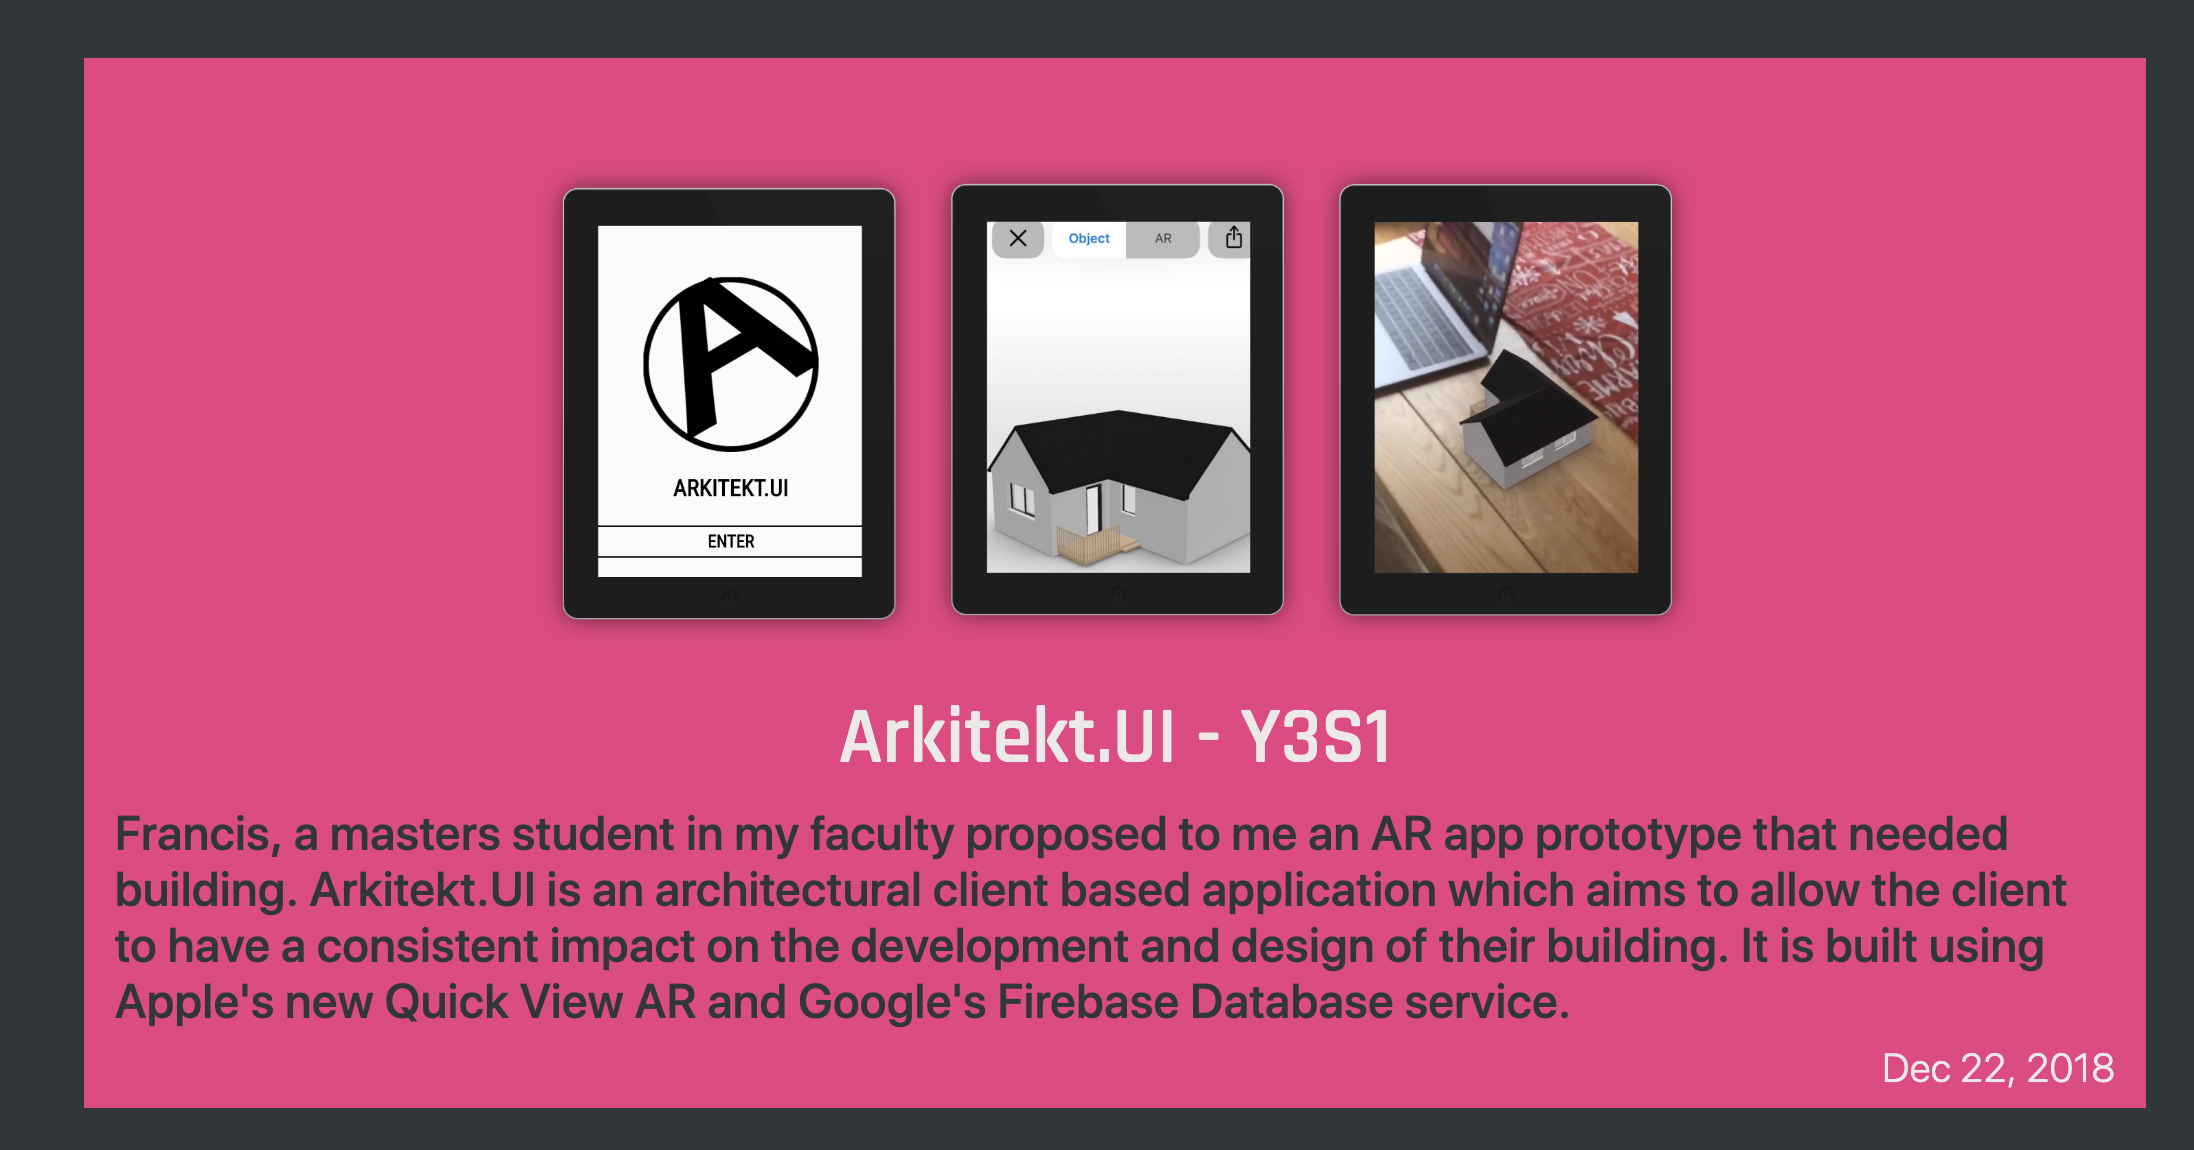 A
ARKITEKT.UI
ENTER
Object AR
Arkitekt.UI - Y3S1
Francis, a masters student in my faculty proposed to me an AR app prototype that needed
building. Arkitekt.UI is an architectural client based application which aims to allow the client
to have a consistent impact on the development and design of their building. It is built using
Apple's new Quick View AR and Google's Firebase Database service.
Dec 22, 2018